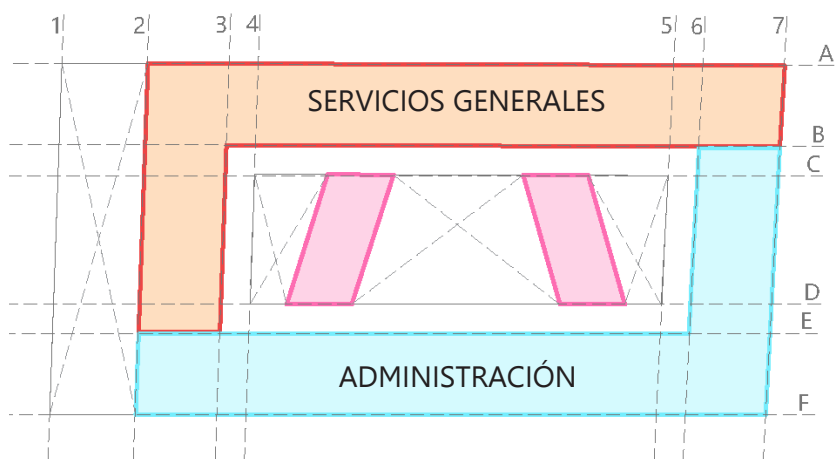 1 2 3 4 5 6 7
A
SERVICIOS GENERALES
B
C
D
E
ADMINISTRACIÓN
F